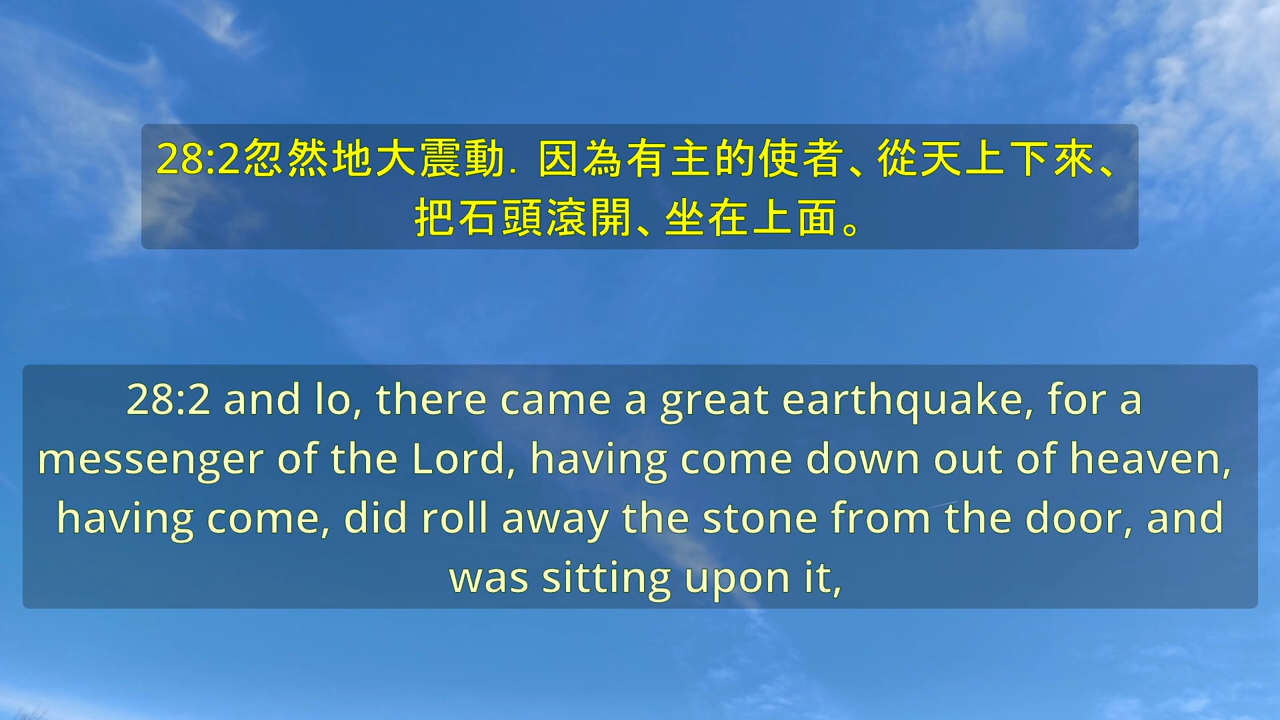 28:2忽然地大震動．因為有主的使者、從天上下來、
把石頭滾開、坐在上面。
28:2 and lo, there came a great earthquake, for a
messenger of the Lord, having come down out of heaven,
having come, did roll away the stone from the door, and
was sitting upon it,